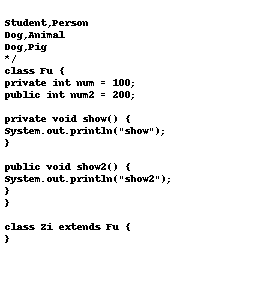 Student,Person
Dog,Animal
Dog,Pig
*/
class Fu {
private int num = 100;
public int num2 = 200;
private void show() {
System.out.println("show");
}
public void show2() {
System.out.println("show2");
}
}
class Zi extends Fu {
}